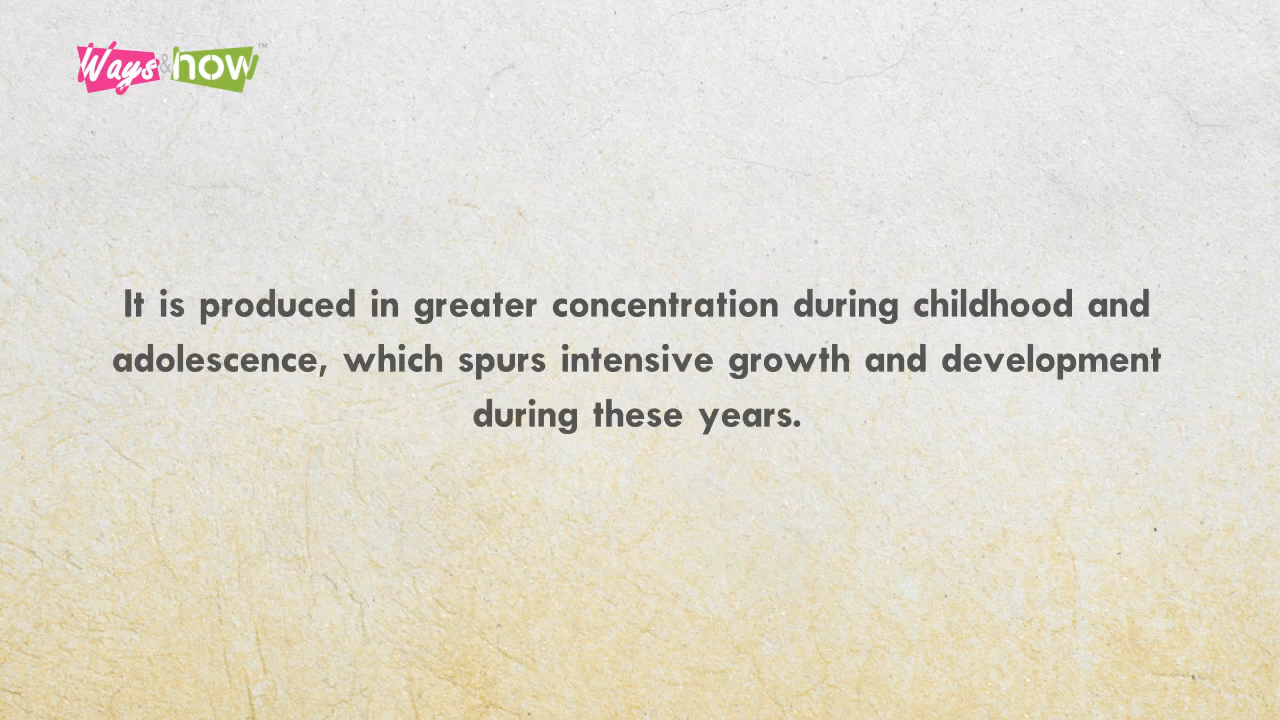 Ways&how™
It is produced in greater concentration during childhood and
adolescence, which spurs intensive growth and development
during these years.